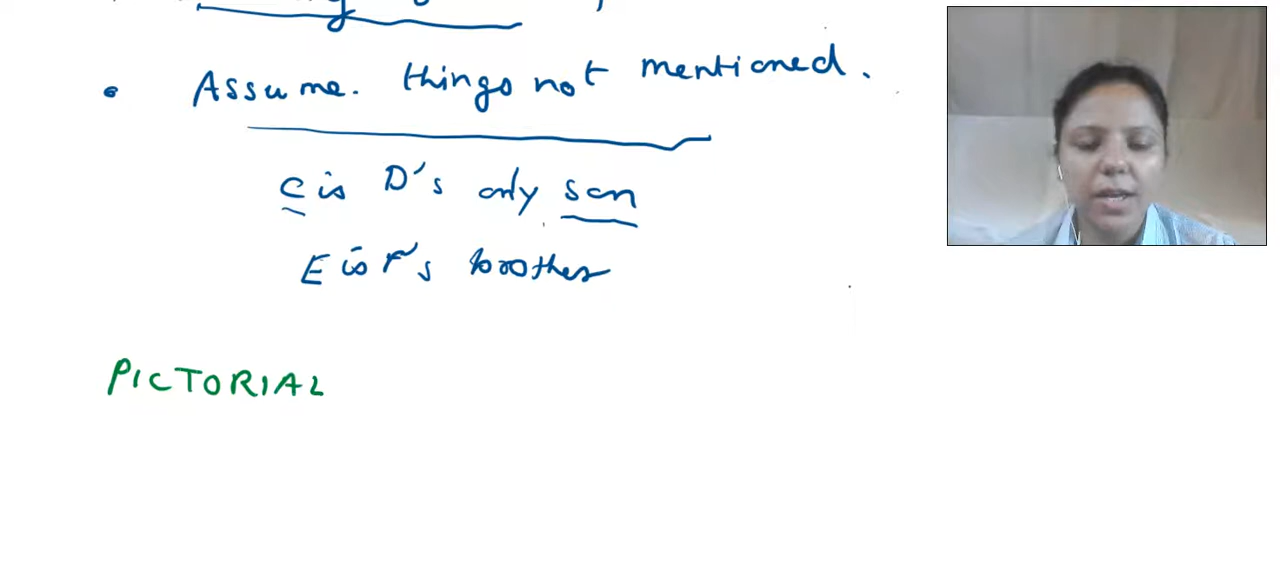 • Assume. things not mentioned.
C is D's only son
E is F's brother
PICTORIAL